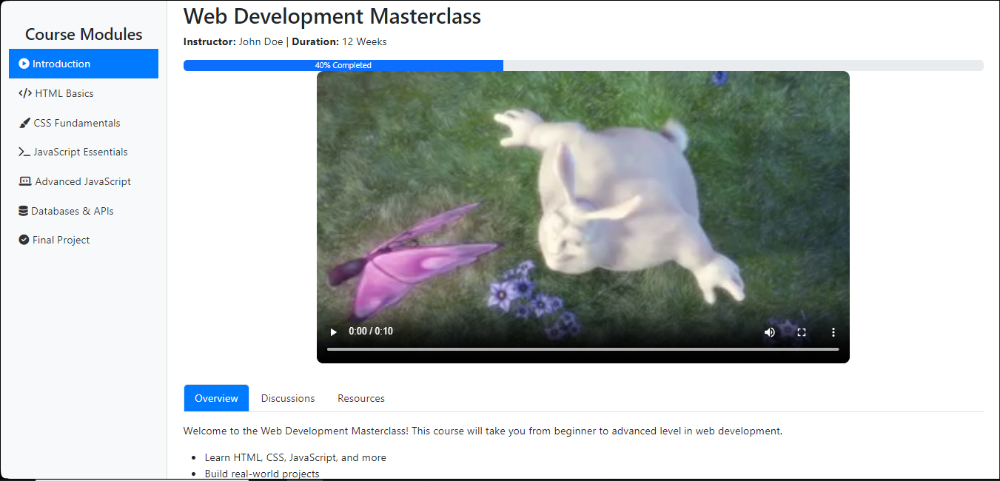 Course Modules
Introduction
HTML Basics
CSS Fundamentals
JavaScript Essentials
Advanced JavaScript
Databases & APIs
Final Project
Web Development Masterclass
Instructor: John Doe | Duration: 12 Weeks
40% Completed
0:00 / 0:10
Overview Discussions Resources
Welcome to the Web Development Masterclass! This course will take you from beginner to advanced level in web development.
• Learn HTML, CSS, JavaScript, and more
• Build real-world projects